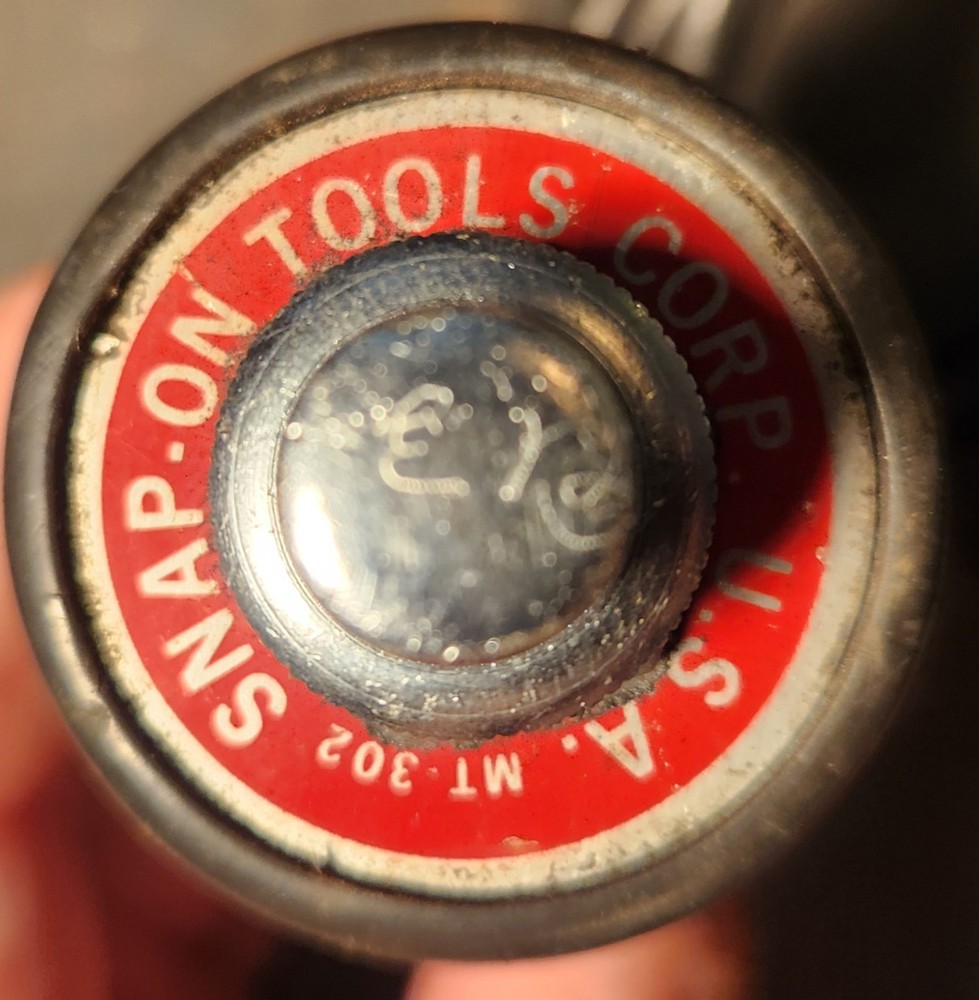 SNAP-ON TOOLS CORP. U.S.A.
MT-302